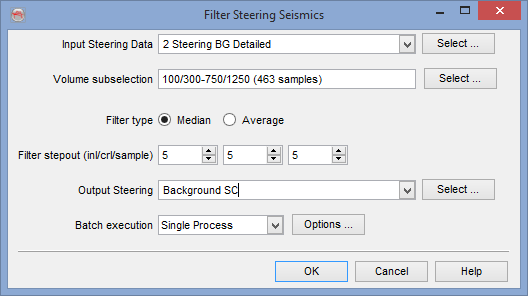 Filter Steering Seismics
Input Steering Data 2 Steering BG Detailed Select ...
Volume subselection 100/300-750/1250 (463 samples) Select ...
Filter type Median Average
Filter stepout (inl/crl/sample) 5 5 5
Output Steering Background SC Select ...
Batch execution Single Process Options ...
OK Cancel Help